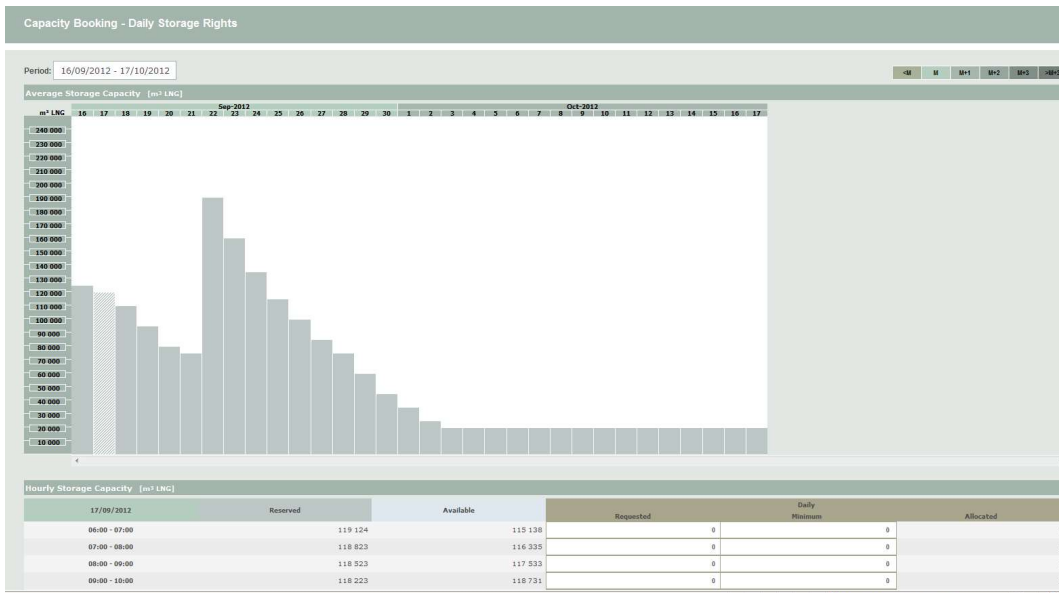 Capacity Booking - Daily Storage Rights
Period: 16/09/2012 - 17/10/2012
<M M M+1 M+2 M+3 >M+3
Average Storage Capacity [m³ LNG]
Sep-2012 Oct-2012
m³ LNG 16 17 18 19 20 21 22 23 24 25 26 27 28 29 30 1 2 3 4 5 6 7 8 9 10 11 12 13 14 15 16 17
240 000
230 000
220 000
210 000
200 000
190 000
180 000
170 000
160 000
150 000
140 000
130 000
120 000
110 000
100 000
90 000
80 000
70 000
60 000
50 000
40 000
30 000
20 000
10 000
<
Hourly Storage Capacity [m³ LNG]
Daily
17/09/2012 Reserved Available Requested Minimum Allocated
06:00 - 07:00 119 124 115 138 0 0
07:00 - 08:00 118 823 116 335 0 0
08:00 - 09:00 118 523 117 533 0 0
09:00 - 10:00 118 223 118 731 0 0